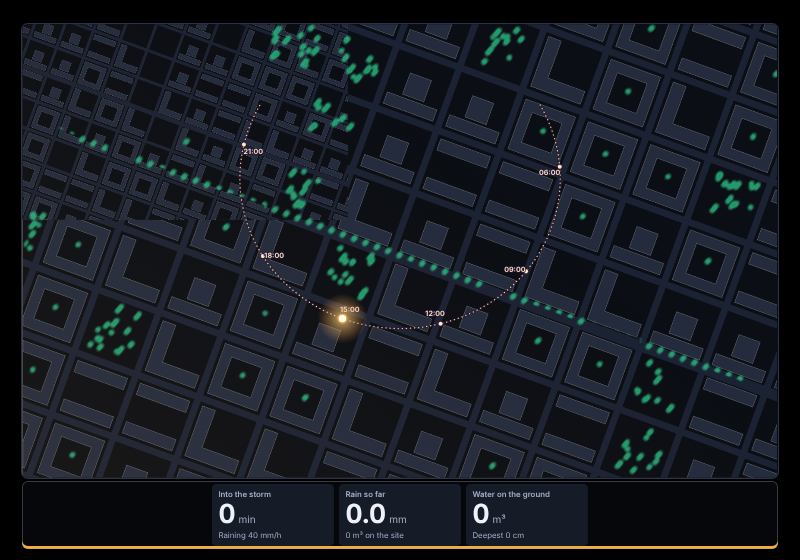 21:00
06:00
18:00
09:00
15:00
12:00
Into the storm
0 min
Raining 40 mm/h
Rain so far
0.0 mm
0 m³ on the site
Water on the ground
0 m³
Deepest 0 cm